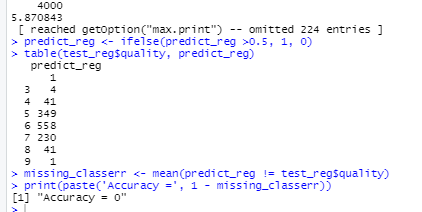 4000
5.870843
[ reached getOption("max.print") -- omitted 224 entries ]
> predict_reg <- ifelse(predict_reg >0.5, 1, 0)
> table(test_reg$quality, predict_reg)
predict_reg
1
3 4
4 41
5 349
6 558
7 230
8 41
9 1
> missing_classerr <- mean(predict_reg != test_reg$quality)
> print(paste('Accuracy =', 1 - missing_classerr))
[1] "Accuracy = 0"
>